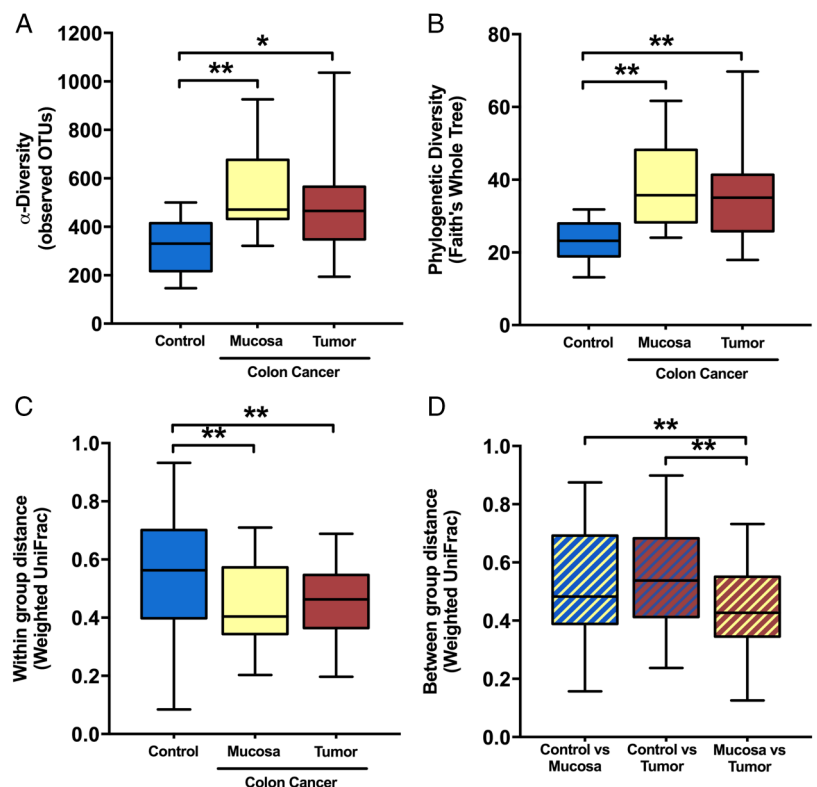 A
α-Diversity
(observed OTUs)
1200
1000
800
600
400
200
0
*
**
Control
Mucosa
Tumor
Colon Cancer
B
Phylogenetic Diversity
(Faith's Whole Tree)
80
60
40
20
0
**
**
Control
Mucosa
Tumor
Colon Cancer
C
Within group distance
(Weighted UniFrac)
1.0
0.8
0.6
0.4
0.2
0.0
**
**
Control
Mucosa
Tumor
Colon Cancer
D
Between group distance
(Weighted UniFrac)
1.0
0.8
0.6
0.4
0.2
0.0
**
**
Control vs
Mucosa
Control vs
Tumor
Mucosa vs
Tumor